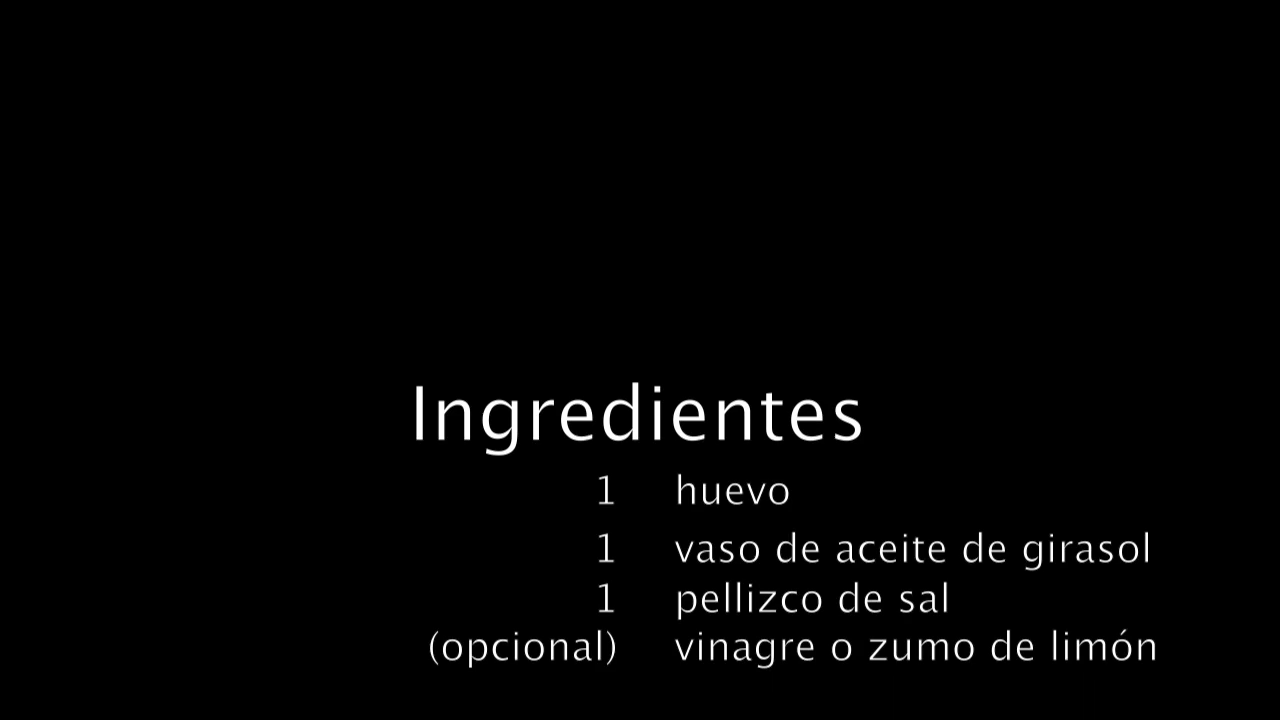 Ingredientes
1 huevo
1 vaso de aceite de girasol
1 pellizco de sal
(opcional) vinagre o zumo de limón